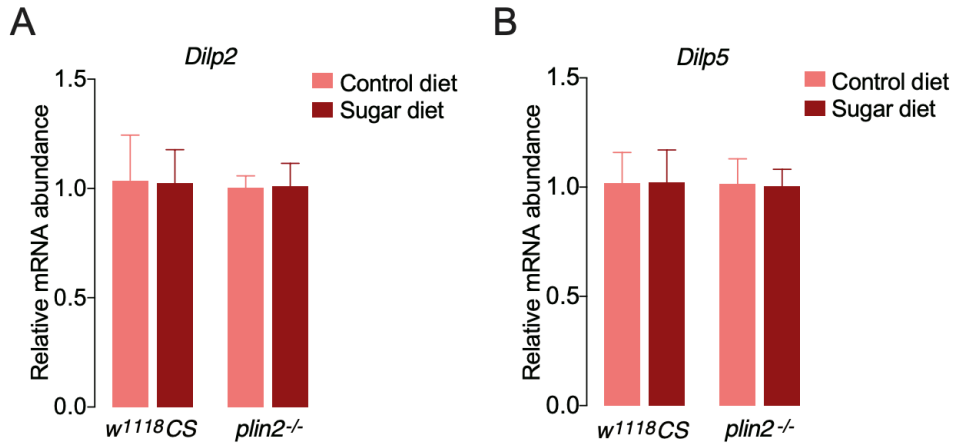 A
Dilp2
Relative mRNA abundance
1.5
1.0
0.5
0.0
Control diet
Sugar diet
w1118CS
plin2-/-
B
Dilp5
Relative mRNA abundance
1.5
1.0
0.5
0.0
Control diet
Sugar diet
w1118CS
plin2-/-